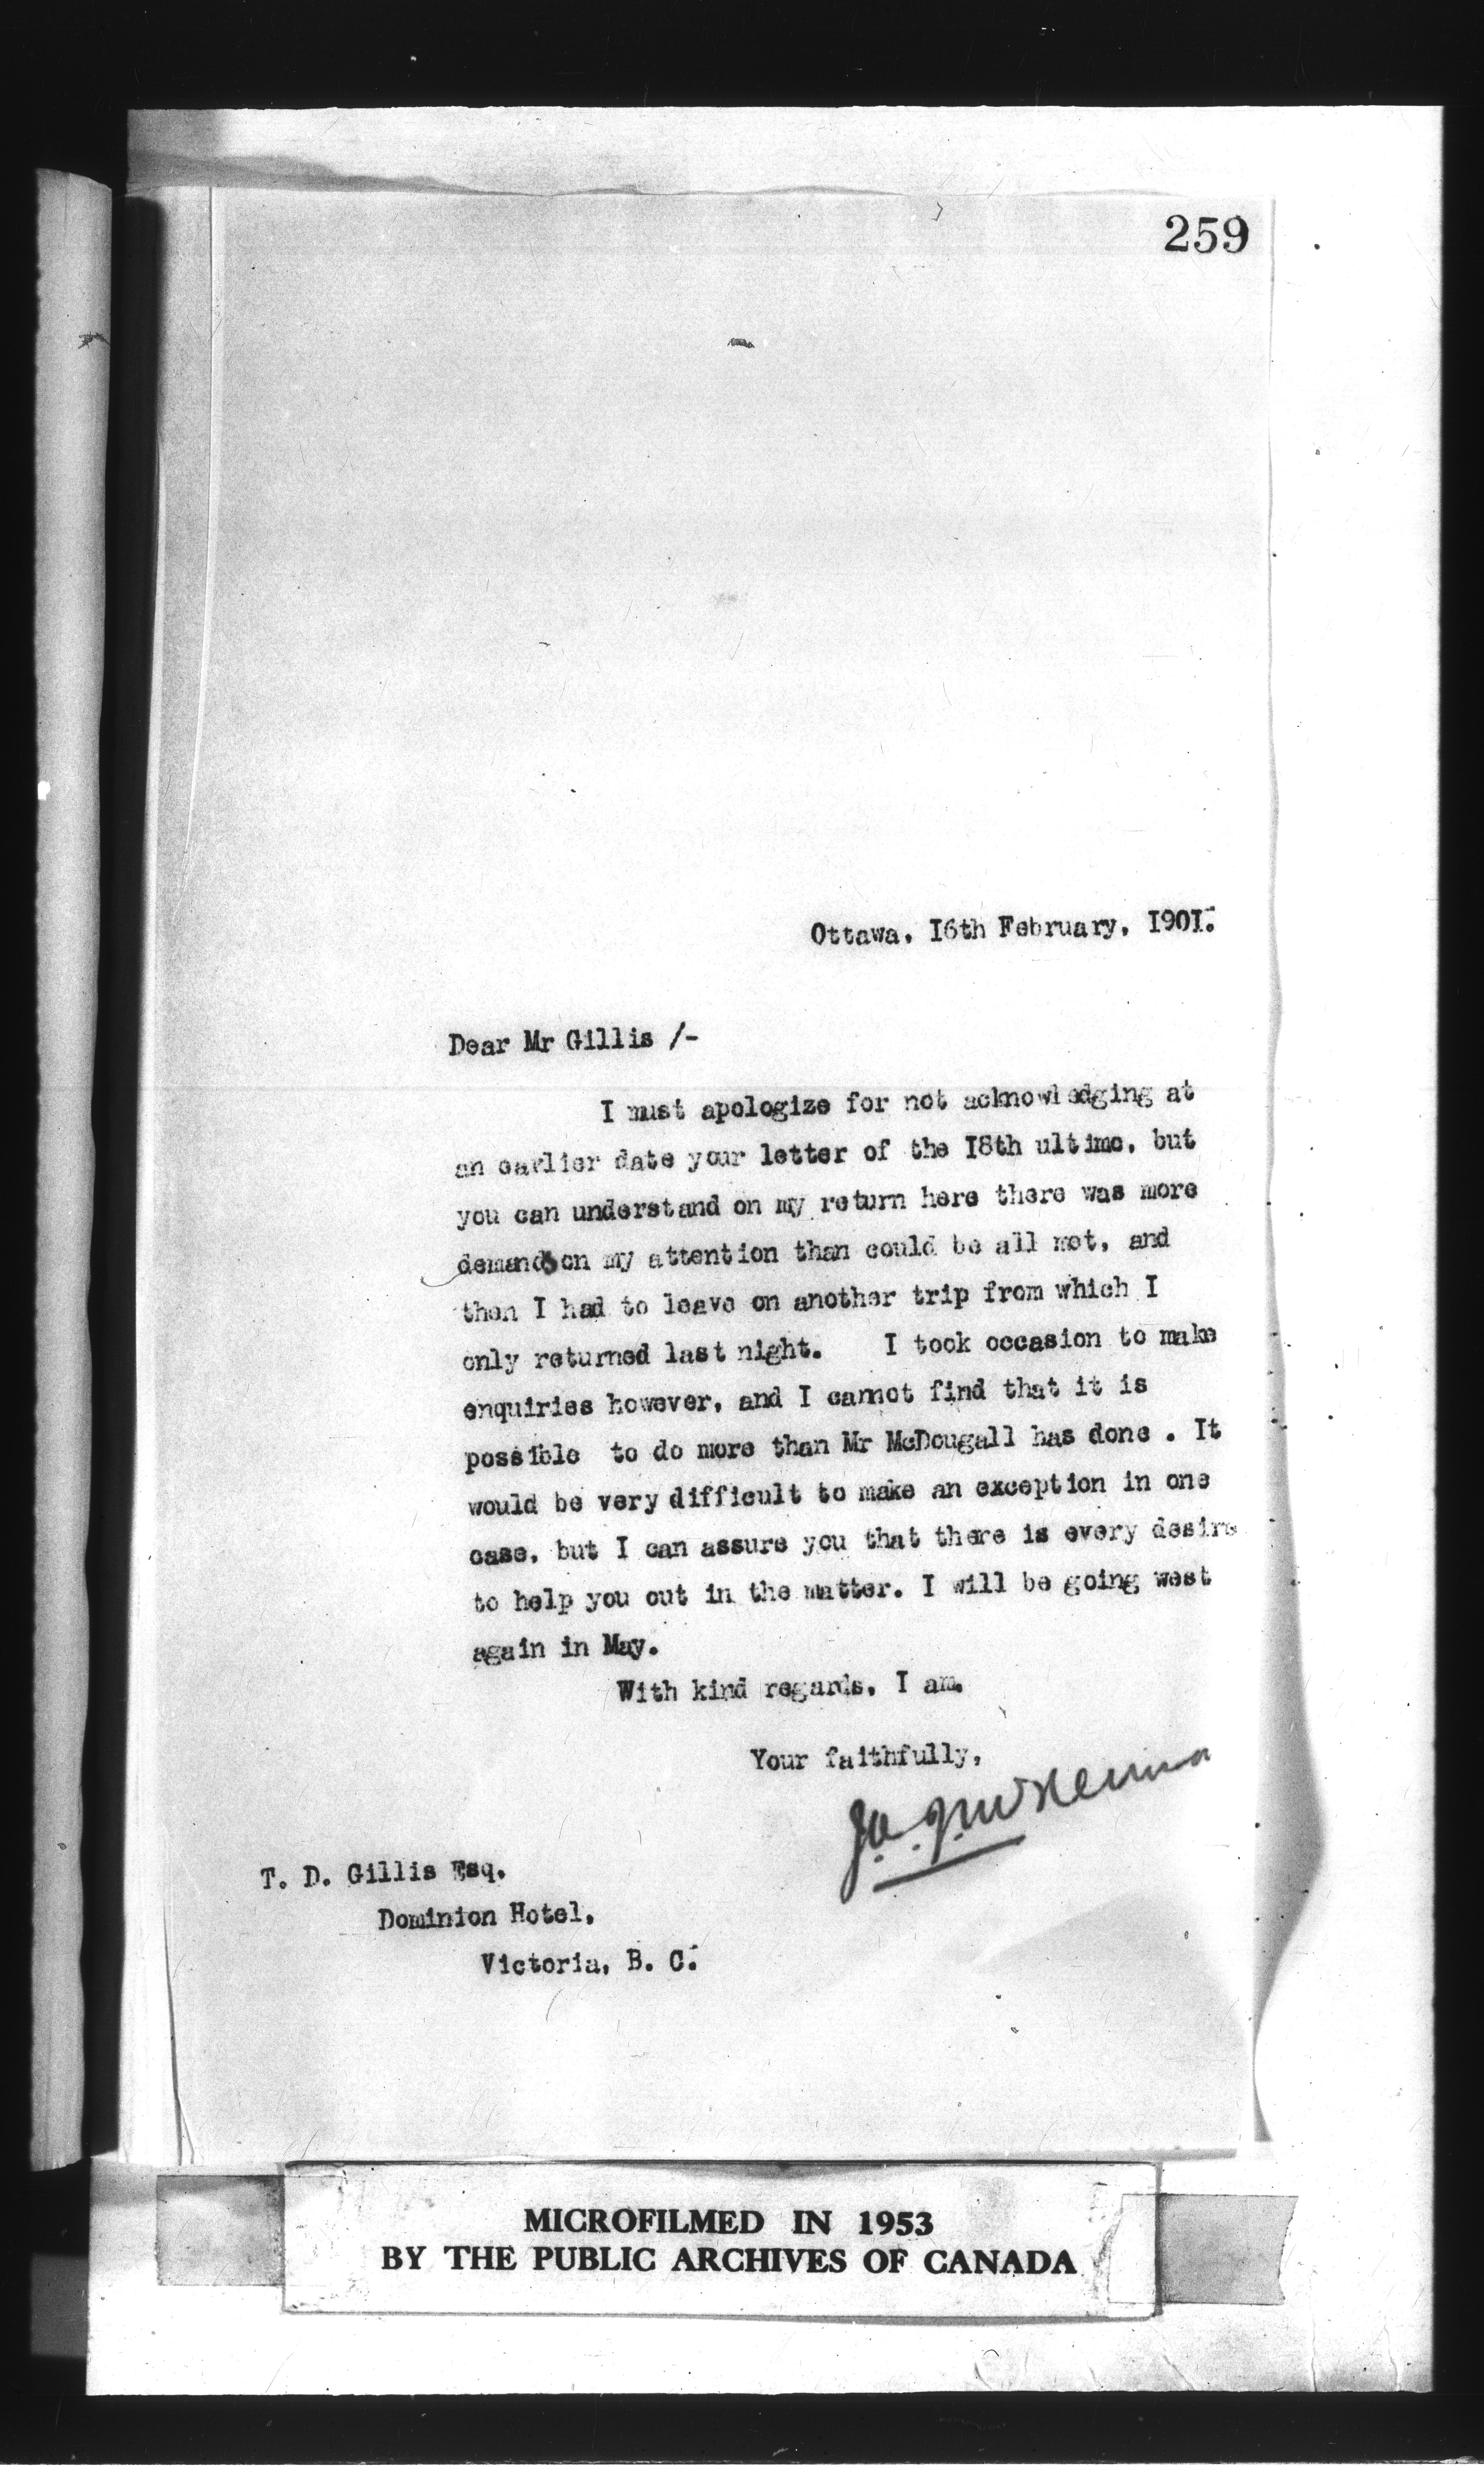 259
Ottawa, 16th February, 1901.
Dear Mr Gillis /-
I must apologize for not acknowledging at
an earlier date your letter of the 18th ultimo, but
you can understand on my return here there was more
demands on my attention than could be all met, and
then I had to leave on another trip from which I
only returned last night. I took occasion to make
enquiries however, and I cannot find that it is
possible to do more than Mr McDougall has done . It
would be very difficult to make an exception in one
case, but I can assure you that there is every desire
to help you out in the matter. I will be going west
again in May.
With kind regards, I am,
Your faithfully,
J. A. J. McKenna
T. D. Gillis Esq.
Dominion Hotel,
Victoria, B. C.
MICROFILMED IN 1953
BY THE PUBLIC ARCHIVES OF CANADA